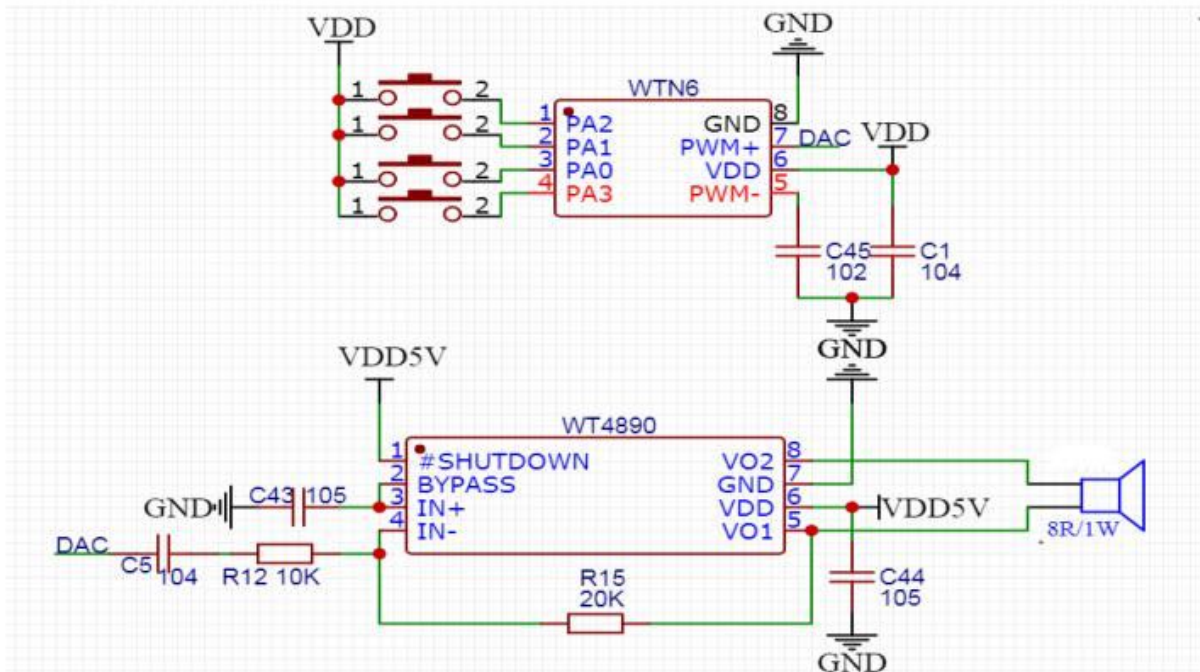 VDD
GND
WTN6
1 2
1 2
1 2
1 2
1 PA2
2 PA1
3 PA0
4 PA3
GND 8
PWM+ 7 DAC
VDD 6
PWM- 5
VDD
C45
102
C1
104
GND
VDD5V
WT4890
1 #SHUTDOWN
2 BYPASS
3 IN+
4 IN-
VO2 8
GND 7
VDD 6
VO1 5
GND C43 105
DAC
C5 104
R12 10K
R15
20K
VDD5V
8R/1W
C44
105
GND